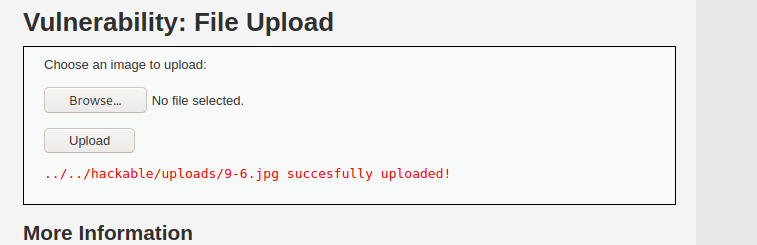 Vulnerability: File Upload
Choose an image to upload:
Browse... No file selected.
Upload
../../hackable/uploads/9-6.jpg succesfully uploaded!
More Information